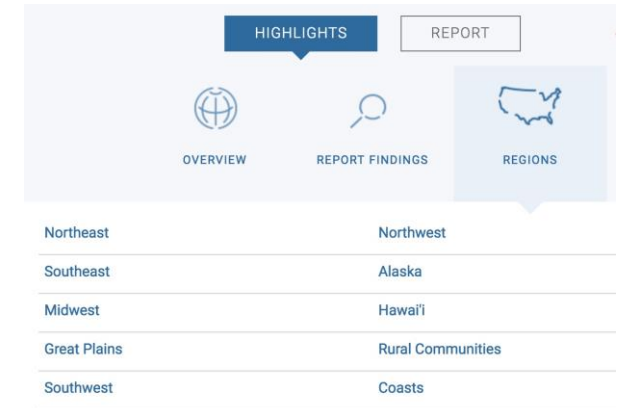 HIGHLIGHTS
REPORT
OVERVIEW
REPORT FINDINGS
REGIONS
Northeast
Northwest
Southeast
Alaska
Midwest
Hawai'i
Great Plains
Rural Communities
Southwest
Coasts